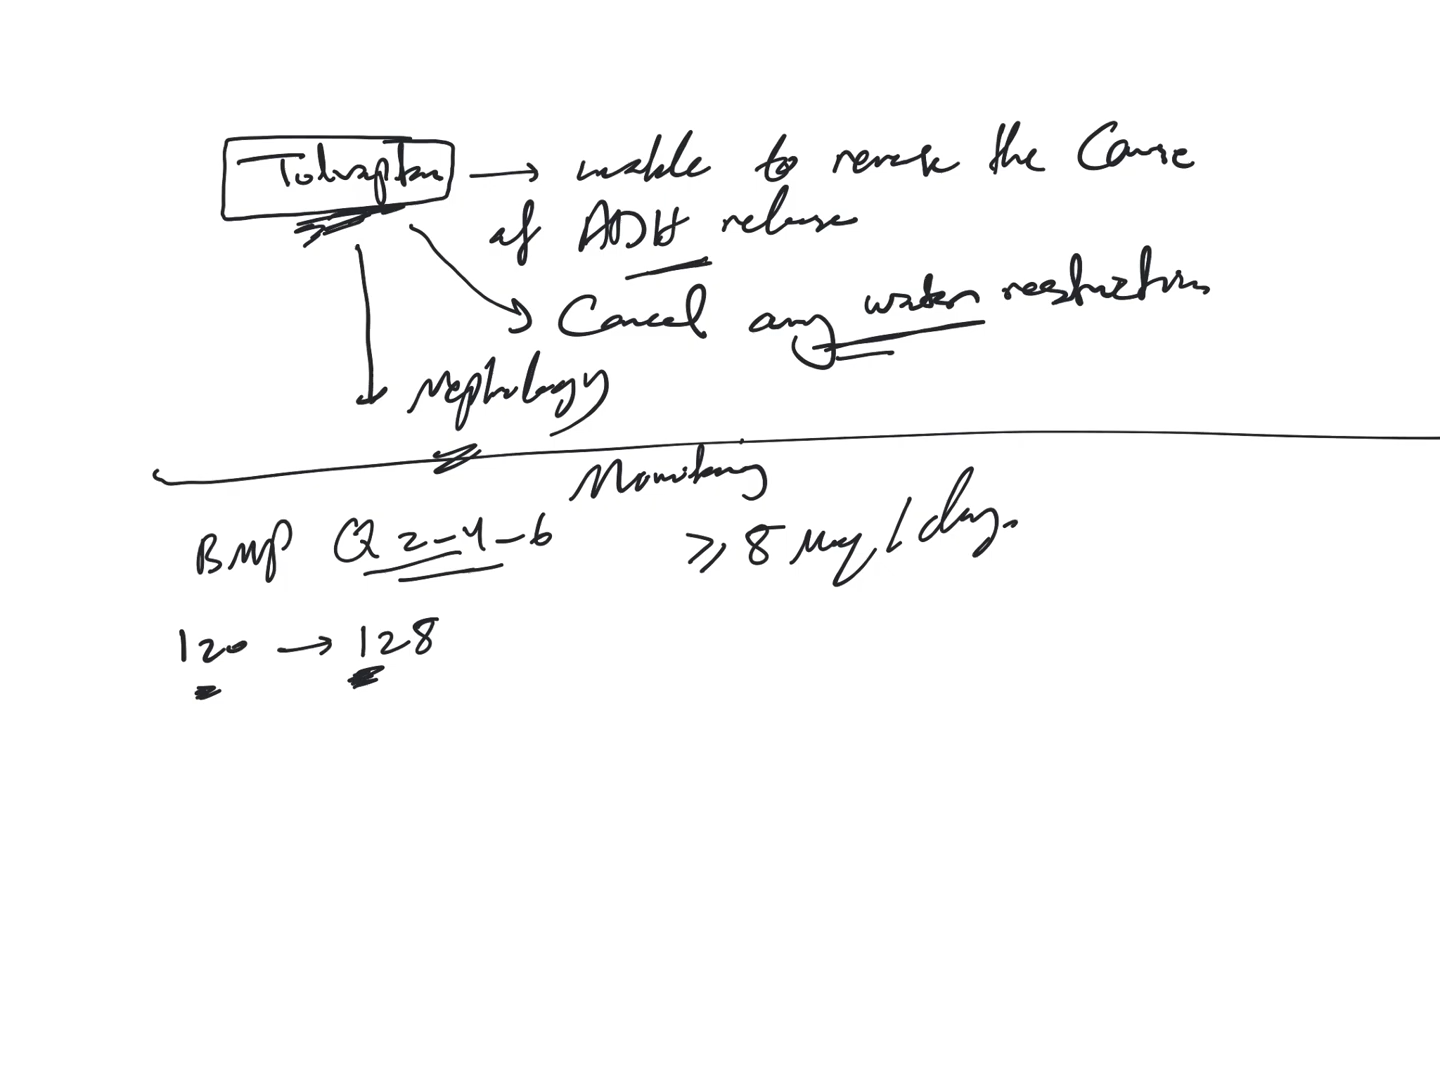 Tolvaptan → unable to reverse the Cause
of ADH release
Cancel any water restriction
Nephrology
Monitoring
BMP Q 2-4-6 ≥ 8 meq/day.
120 → 128